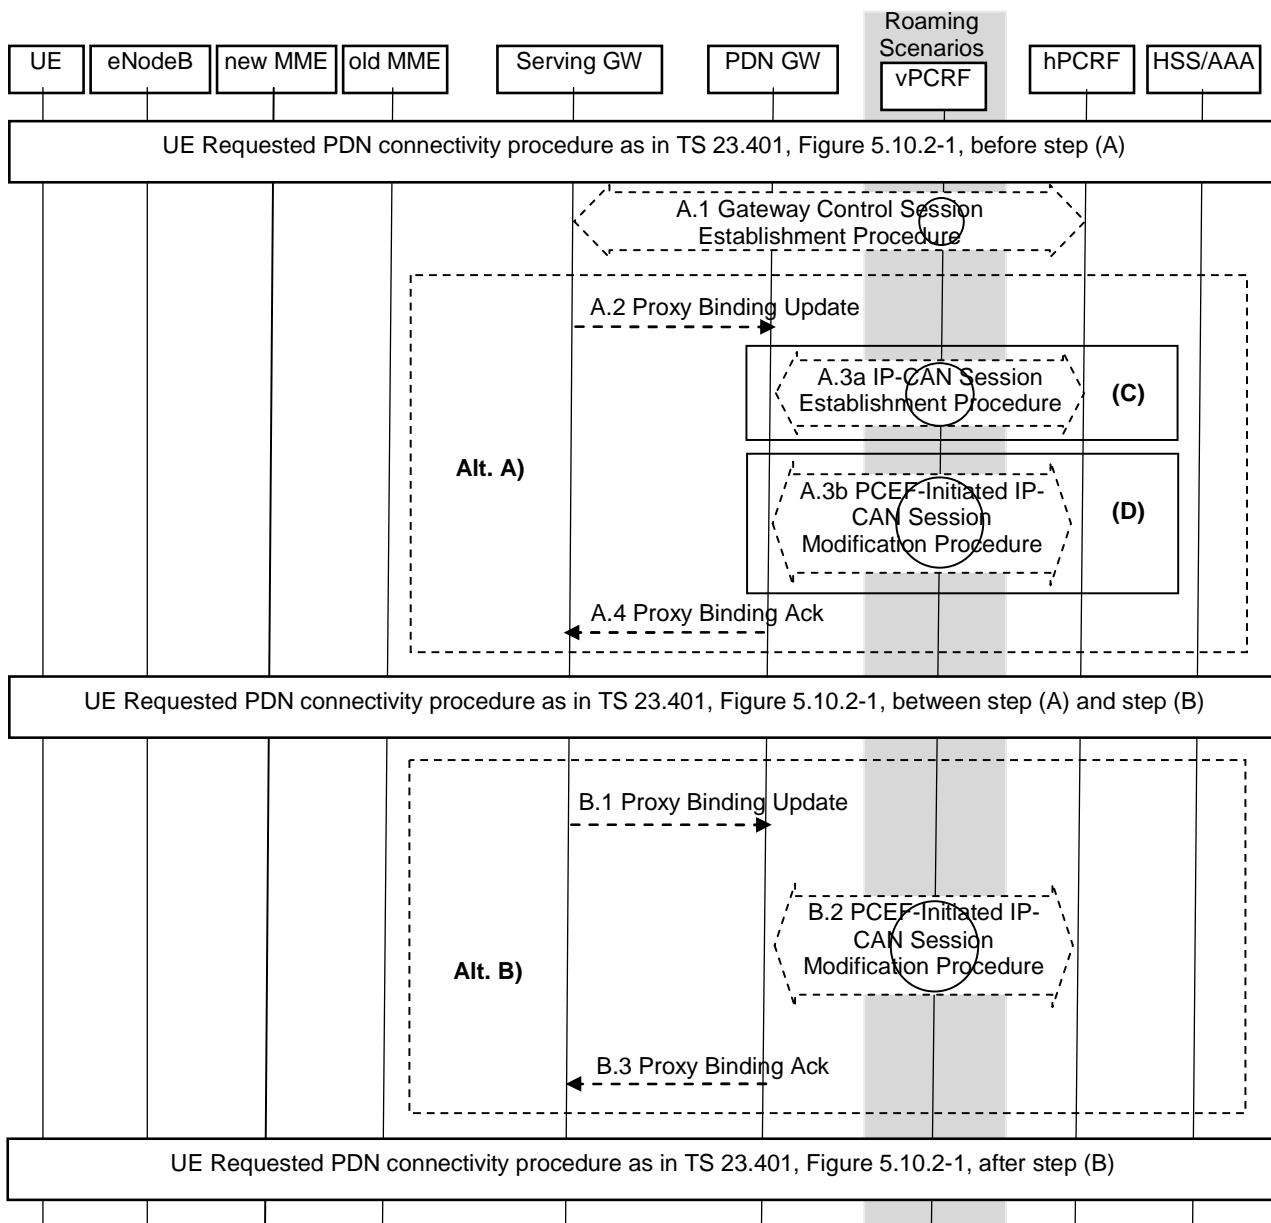 Roaming
Scenarios
UE
eNodeB
new MME
old MME
Serving GW
PDN GW
vPCRF
hPCRF
HSS/AAA
UE Requested PDN connectivity procedure as in TS 23.401, Figure 5.10.2-1, before step (A)
A.1 Gateway Control Session
Establishment Procedure
A.2 Proxy Binding Update
A.3a IP-CAN Session
Establishment Procedure
(C)
Alt. A)
A.3b PCEF-Initiated IP-
CAN Session
Modification Procedure
(D)
A.4 Proxy Binding Ack
UE Requested PDN connectivity procedure as in TS 23.401, Figure 5.10.2-1, between step (A) and step (B)
B.1 Proxy Binding Update
B.2 PCEF-Initiated IP-
CAN Session
Modification Procedure
Alt. B)
B.3 Proxy Binding Ack
UE Requested PDN connectivity procedure as in TS 23.401, Figure 5.10.2-1, after step (B)